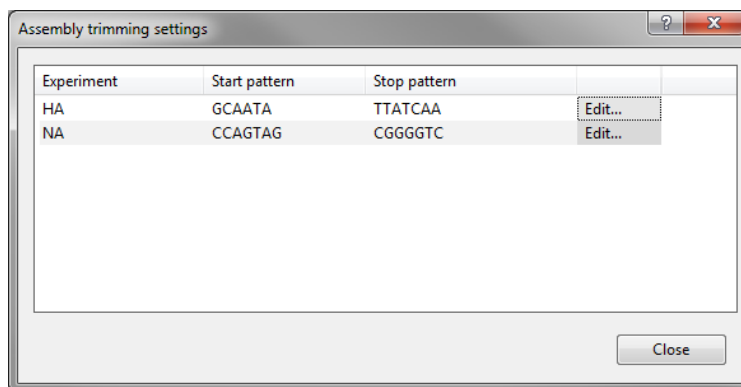 Assembly trimming settings
Experiment Start pattern Stop pattern
HA GCAATA TTATCAA Edit...
NA CCAGTAG CGGGGTC Edit...
Close